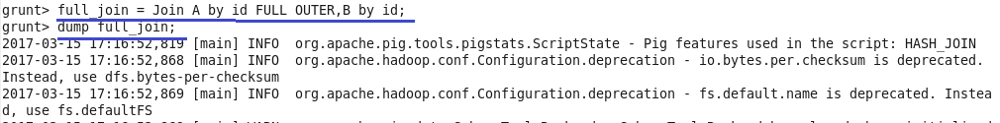 grunt> full_join = Join A by id FULL OUTER,B by id;
grunt> dump full_join;
2017-03-15 17:16:52,819 [main] INFO  org.apache.pig.tools.pigstats.ScriptState - Pig features used in the script: HASH_JOIN
2017-03-15 17:16:52,868 [main] INFO  org.apache.hadoop.conf.Configuration.deprecation - io.bytes.per.checksum is deprecated.
Instead, use dfs.bytes-per-checksum
2017-03-15 17:16:52,869 [main] INFO  org.apache.hadoop.conf.Configuration.deprecation - fs.default.name is deprecated. Instea
d, use fs.defaultFS